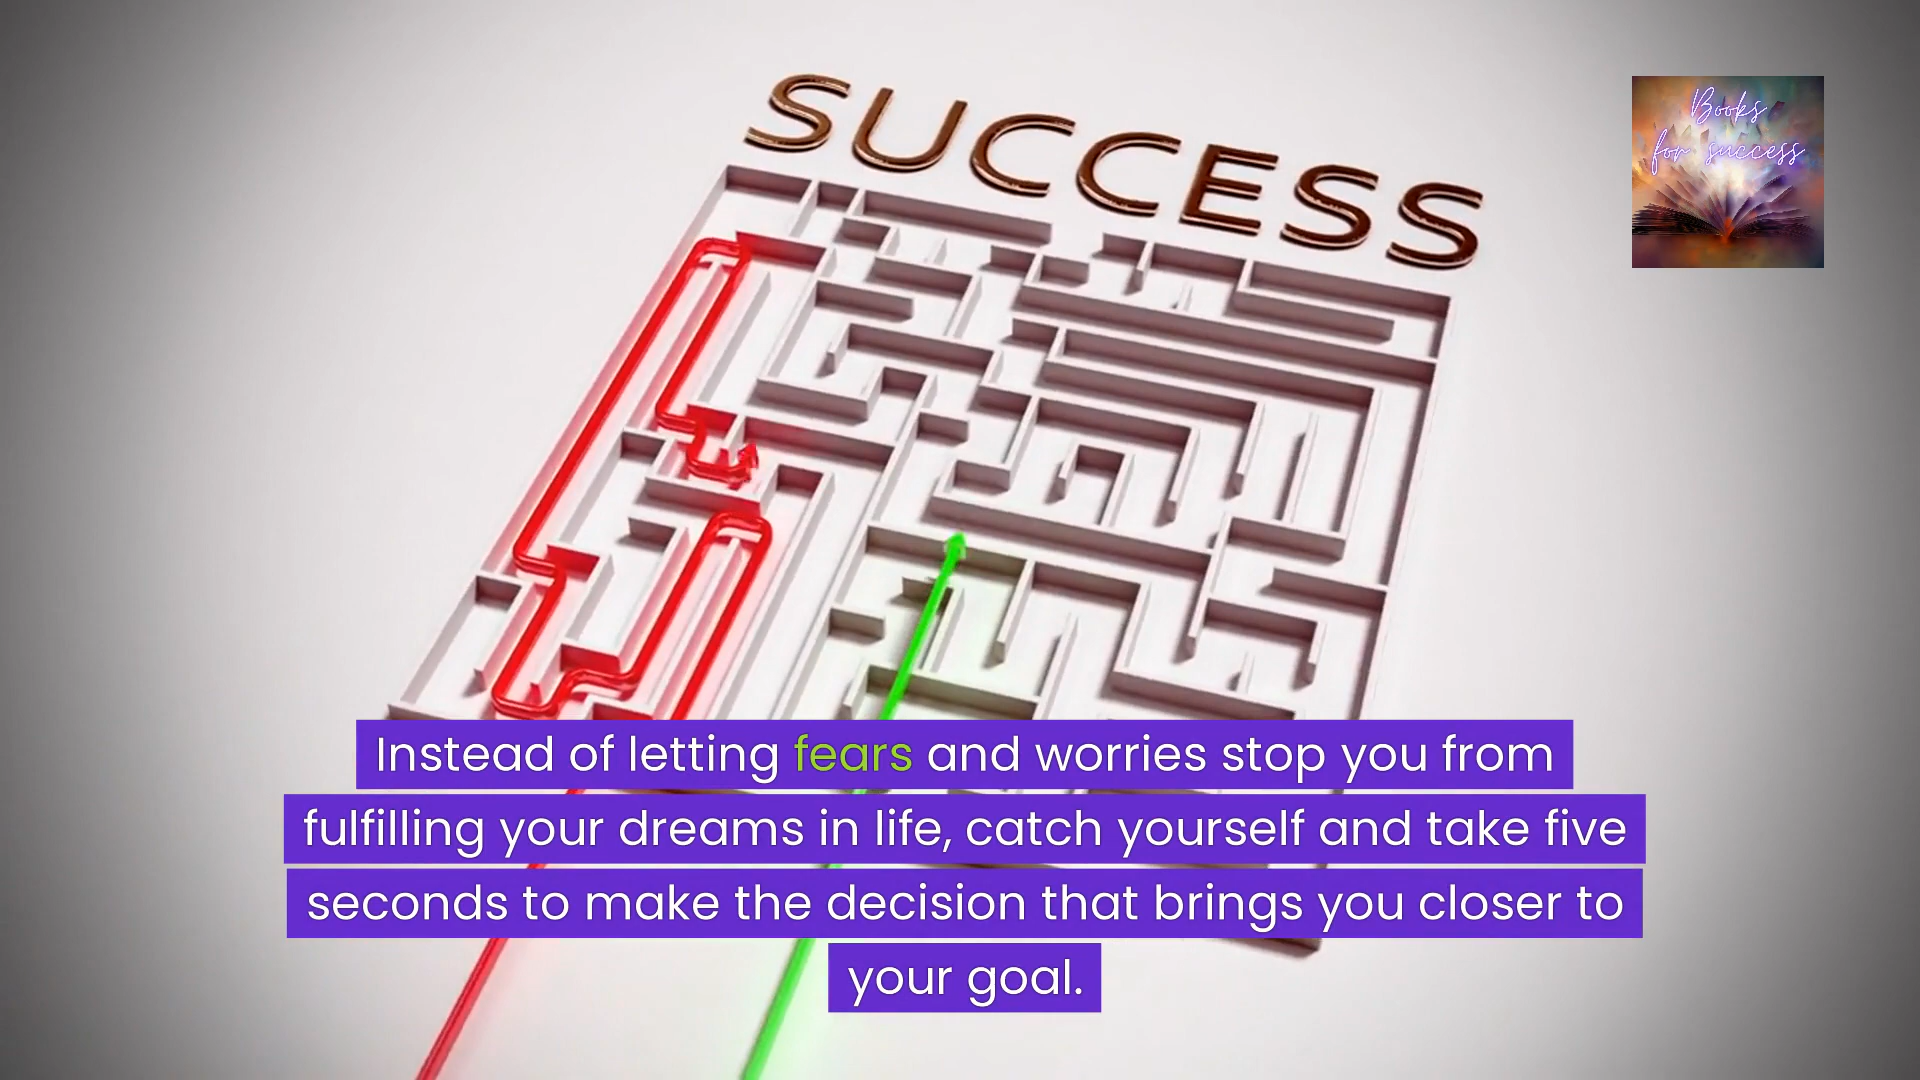 SUCCESS
Books
for success
Instead of letting fears and worries stop you from
fulfilling your dreams in life, catch yourself and take five
seconds to make the decision that brings you closer to
your goal.